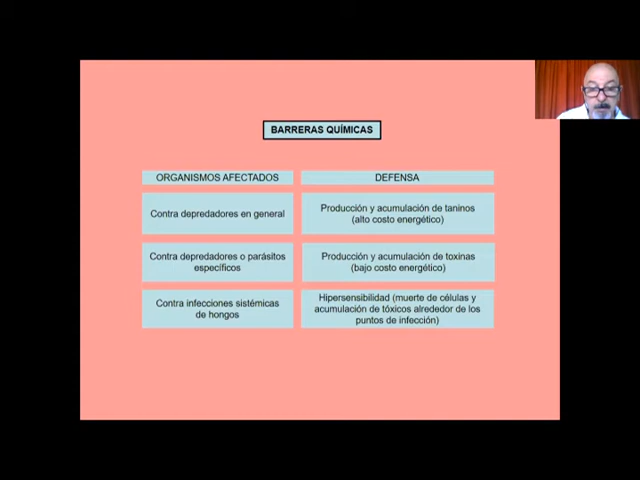 BARRERAS QUÍMICAS
ORGANISMOS AFECTADOS
DEFENSA
Contra depredadores en general
Producción y acumulación de taninos
(alto costo energético)
Contra depredadores o parásitos
específicos
Producción y acumulación de toxinas
(bajo costo energético)
Contra infecciones sistémicas
de hongos
Hipersensibilidad (muerte de células y
acumulación de tóxicos alrededor de los
puntos de infección)